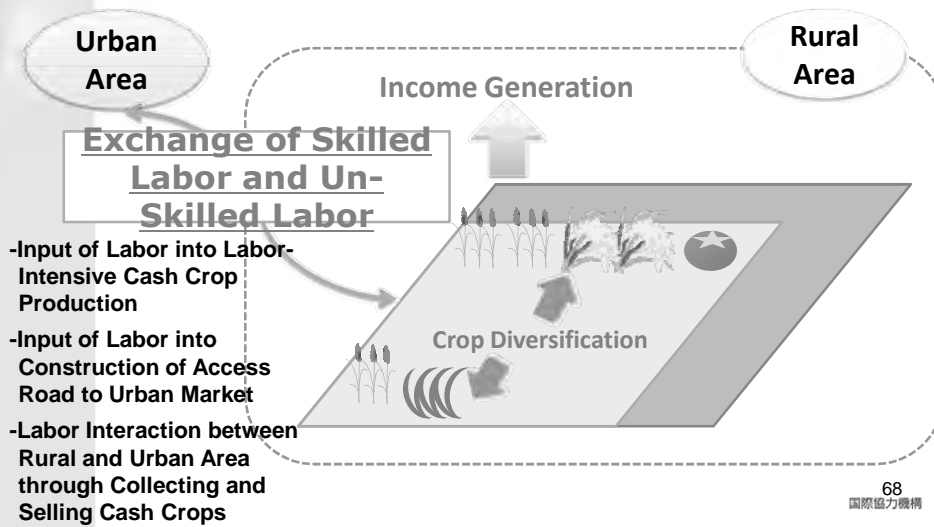 Urban
Area
Rural
Area
Income Generation
Exchange of Skilled
Labor and Un-
Skilled Labor
-Input of Labor into Labor-
Intensive Cash Crop
Production
-Input of Labor into
Construction of Access
Road to Urban Market
-Labor Interaction between
Rural and Urban Area
through Collecting and
Selling Cash Crops
Crop Diversification
68
国際協力機構